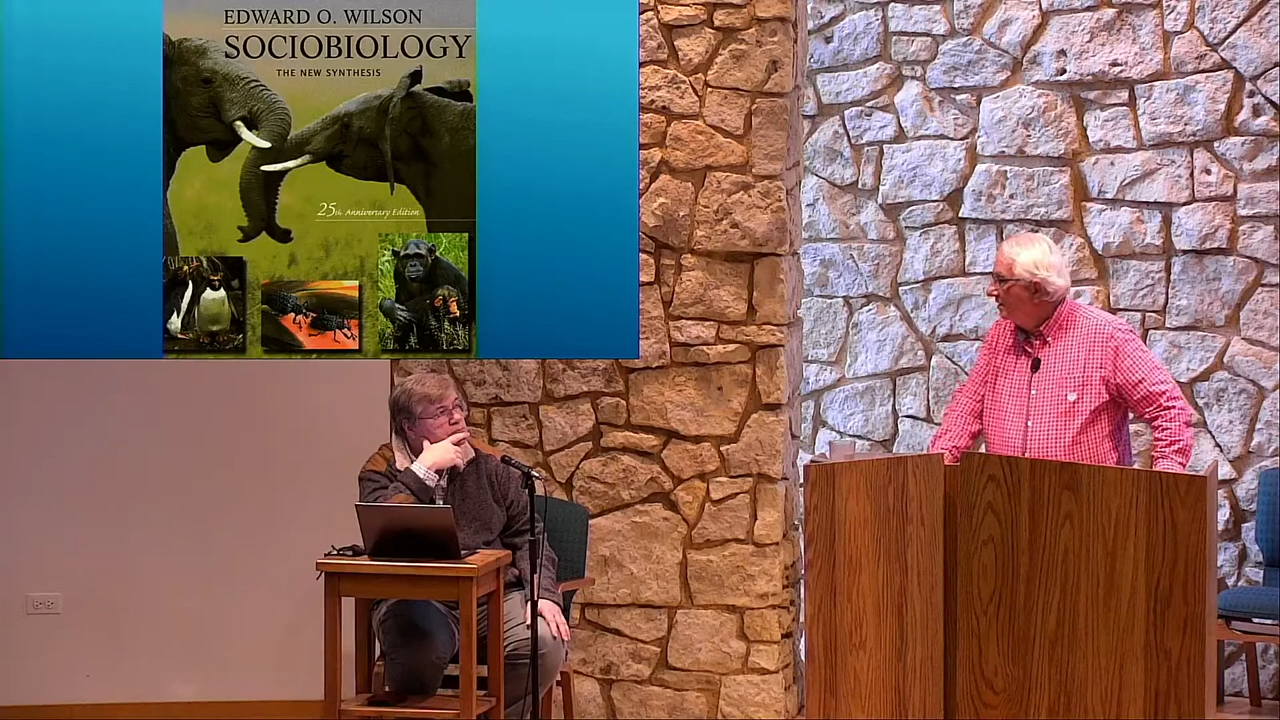 EDWARD O. WILSON
SOCIOBIOLOGY
THE NEW SYNTHESIS
25th Anniversary Edition